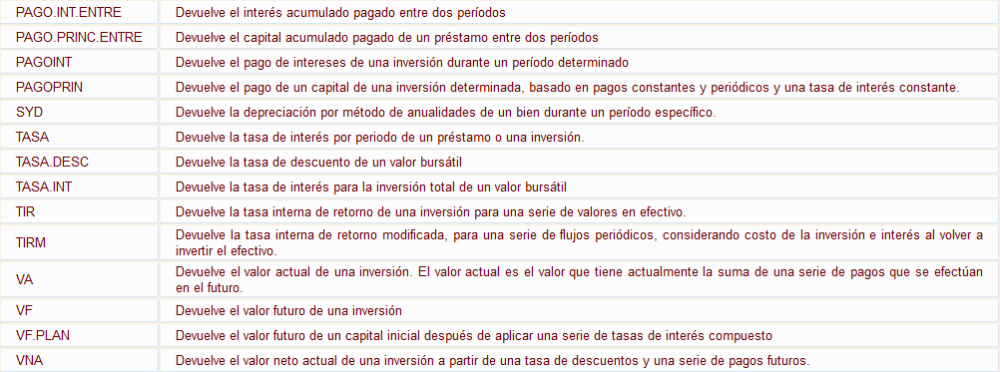 PAGO.INT.ENTRE Devuelve el interés acumulado pagado entre dos períodos
PAGO.PRINC.ENTRE Devuelve el capital acumulado pagado de un préstamo entre dos períodos
PAGOINT Devuelve el pago de intereses de una inversión durante un período determinado
PAGOPRIN Devuelve el pago de un capital de una inversión determinada, basado en pagos constantes y periódicos y una tasa de interés constante.
SYD Devuelve la depreciación por método de anualidades de un bien durante un período específico.
TASA Devuelve la tasa de interés por periodo de un préstamo o una inversión.
TASA.DESC Devuelve la tasa de descuento de un valor bursátil
TASA.INT Devuelve la tasa de interés para la inversión total de un valor bursátil
TIR Devuelve la tasa interna de retorno de una inversión para una serie de valores en efectivo.
TIRM Devuelve la tasa interna de retorno modificada, para una serie de flujos periódicos, considerando costo de la inversión e interés al volver a
invertir el efectivo.
VA Devuelve el valor actual de una inversión. El valor actual es el valor que tiene actualmente la suma de una serie de pagos que se efectúan
en el futuro.
VF Devuelve el valor futuro de una inversión
VF.PLAN Devuelve el valor futuro de un capital inicial después de aplicar una serie de tasas de interés compuesto
VNA Devuelve el valor neto actual de una inversión a partir de una tasa de descuentos y una serie de pagos futuros.